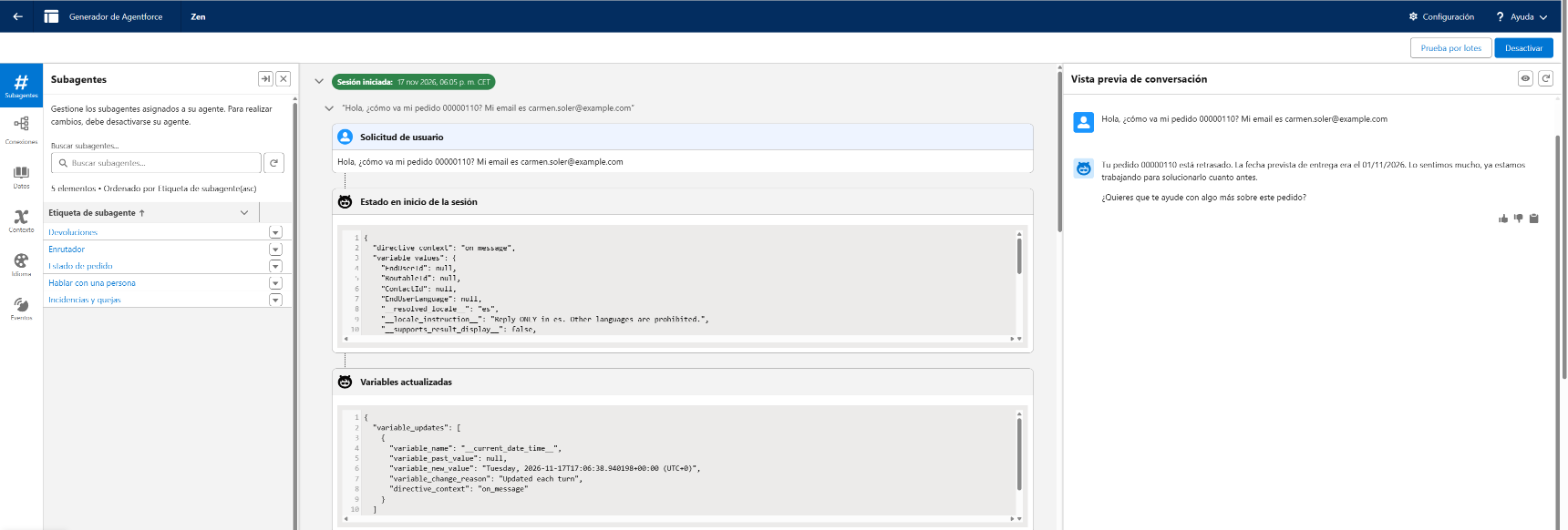 Generador de Agentforce
Zen
Configuración
? Ayuda
Prueba por lotes
Desactivar
Subagentes
Conexiones
Datos
Contexto
Idioma
Eventos
Subagentes
Gestione los subagentes asignados a su agente. Para realizar
cambios, debe desactivarse su agente.
Buscar subagentes...
Buscar subagentes...
5 elementos • Ordenado por Etiqueta de subagente(asc)
Etiqueta de subagente ↑
Devoluciones
Enrutador
Estado de pedido
Hablar con una persona
Incidencias y quejas
Sesión iniciada: 17 nov 2026, 06:05 p. m. CET
"Hola, ¿cómo va mi pedido 00000110? Mi email es carmen.soler@example.com"
Solicitud de usuario
Hola, ¿cómo va mi pedido 00000110? Mi email es carmen.soler@example.com
Estado en inicio de la sesión
1 {
2 "directive_context": "on_message",
3 "variable_values": {
4 "EndUserId": null,
5 "RoutableId": null,
6 "ContactId": null,
7 "EndUserLanguage": null,
8 "__resolved_locale__": "es",
9 "__locale_instruction__": "Reply ONLY in es. Other languages are prohibited.",
10 "__supports_result_display__": false,
Variables actualizadas
1 {
2 "variable_updates": [
3 {
4 "variable_name": "__current_date_time__",
5 "variable_past_value": null,
6 "variable_new_value": "Tuesday, 2026-11-17T17:06:38.940198+00:00 (UTC+0)",
7 "variable_change_reason": "Updated each turn",
8 "directive_context": "on_message"
9 }
10 ]
Vista previa de conversación
Hola, ¿cómo va mi pedido 00000110? Mi email es carmen.soler@example.com
Tu pedido 00000110 está retrasado. La fecha prevista de entrega era el 01/11/2026. Lo sentimos mucho, ya estamos
trabajando para solucionarlo cuanto antes.
¿Quieres que te ayude con algo más sobre este pedido?